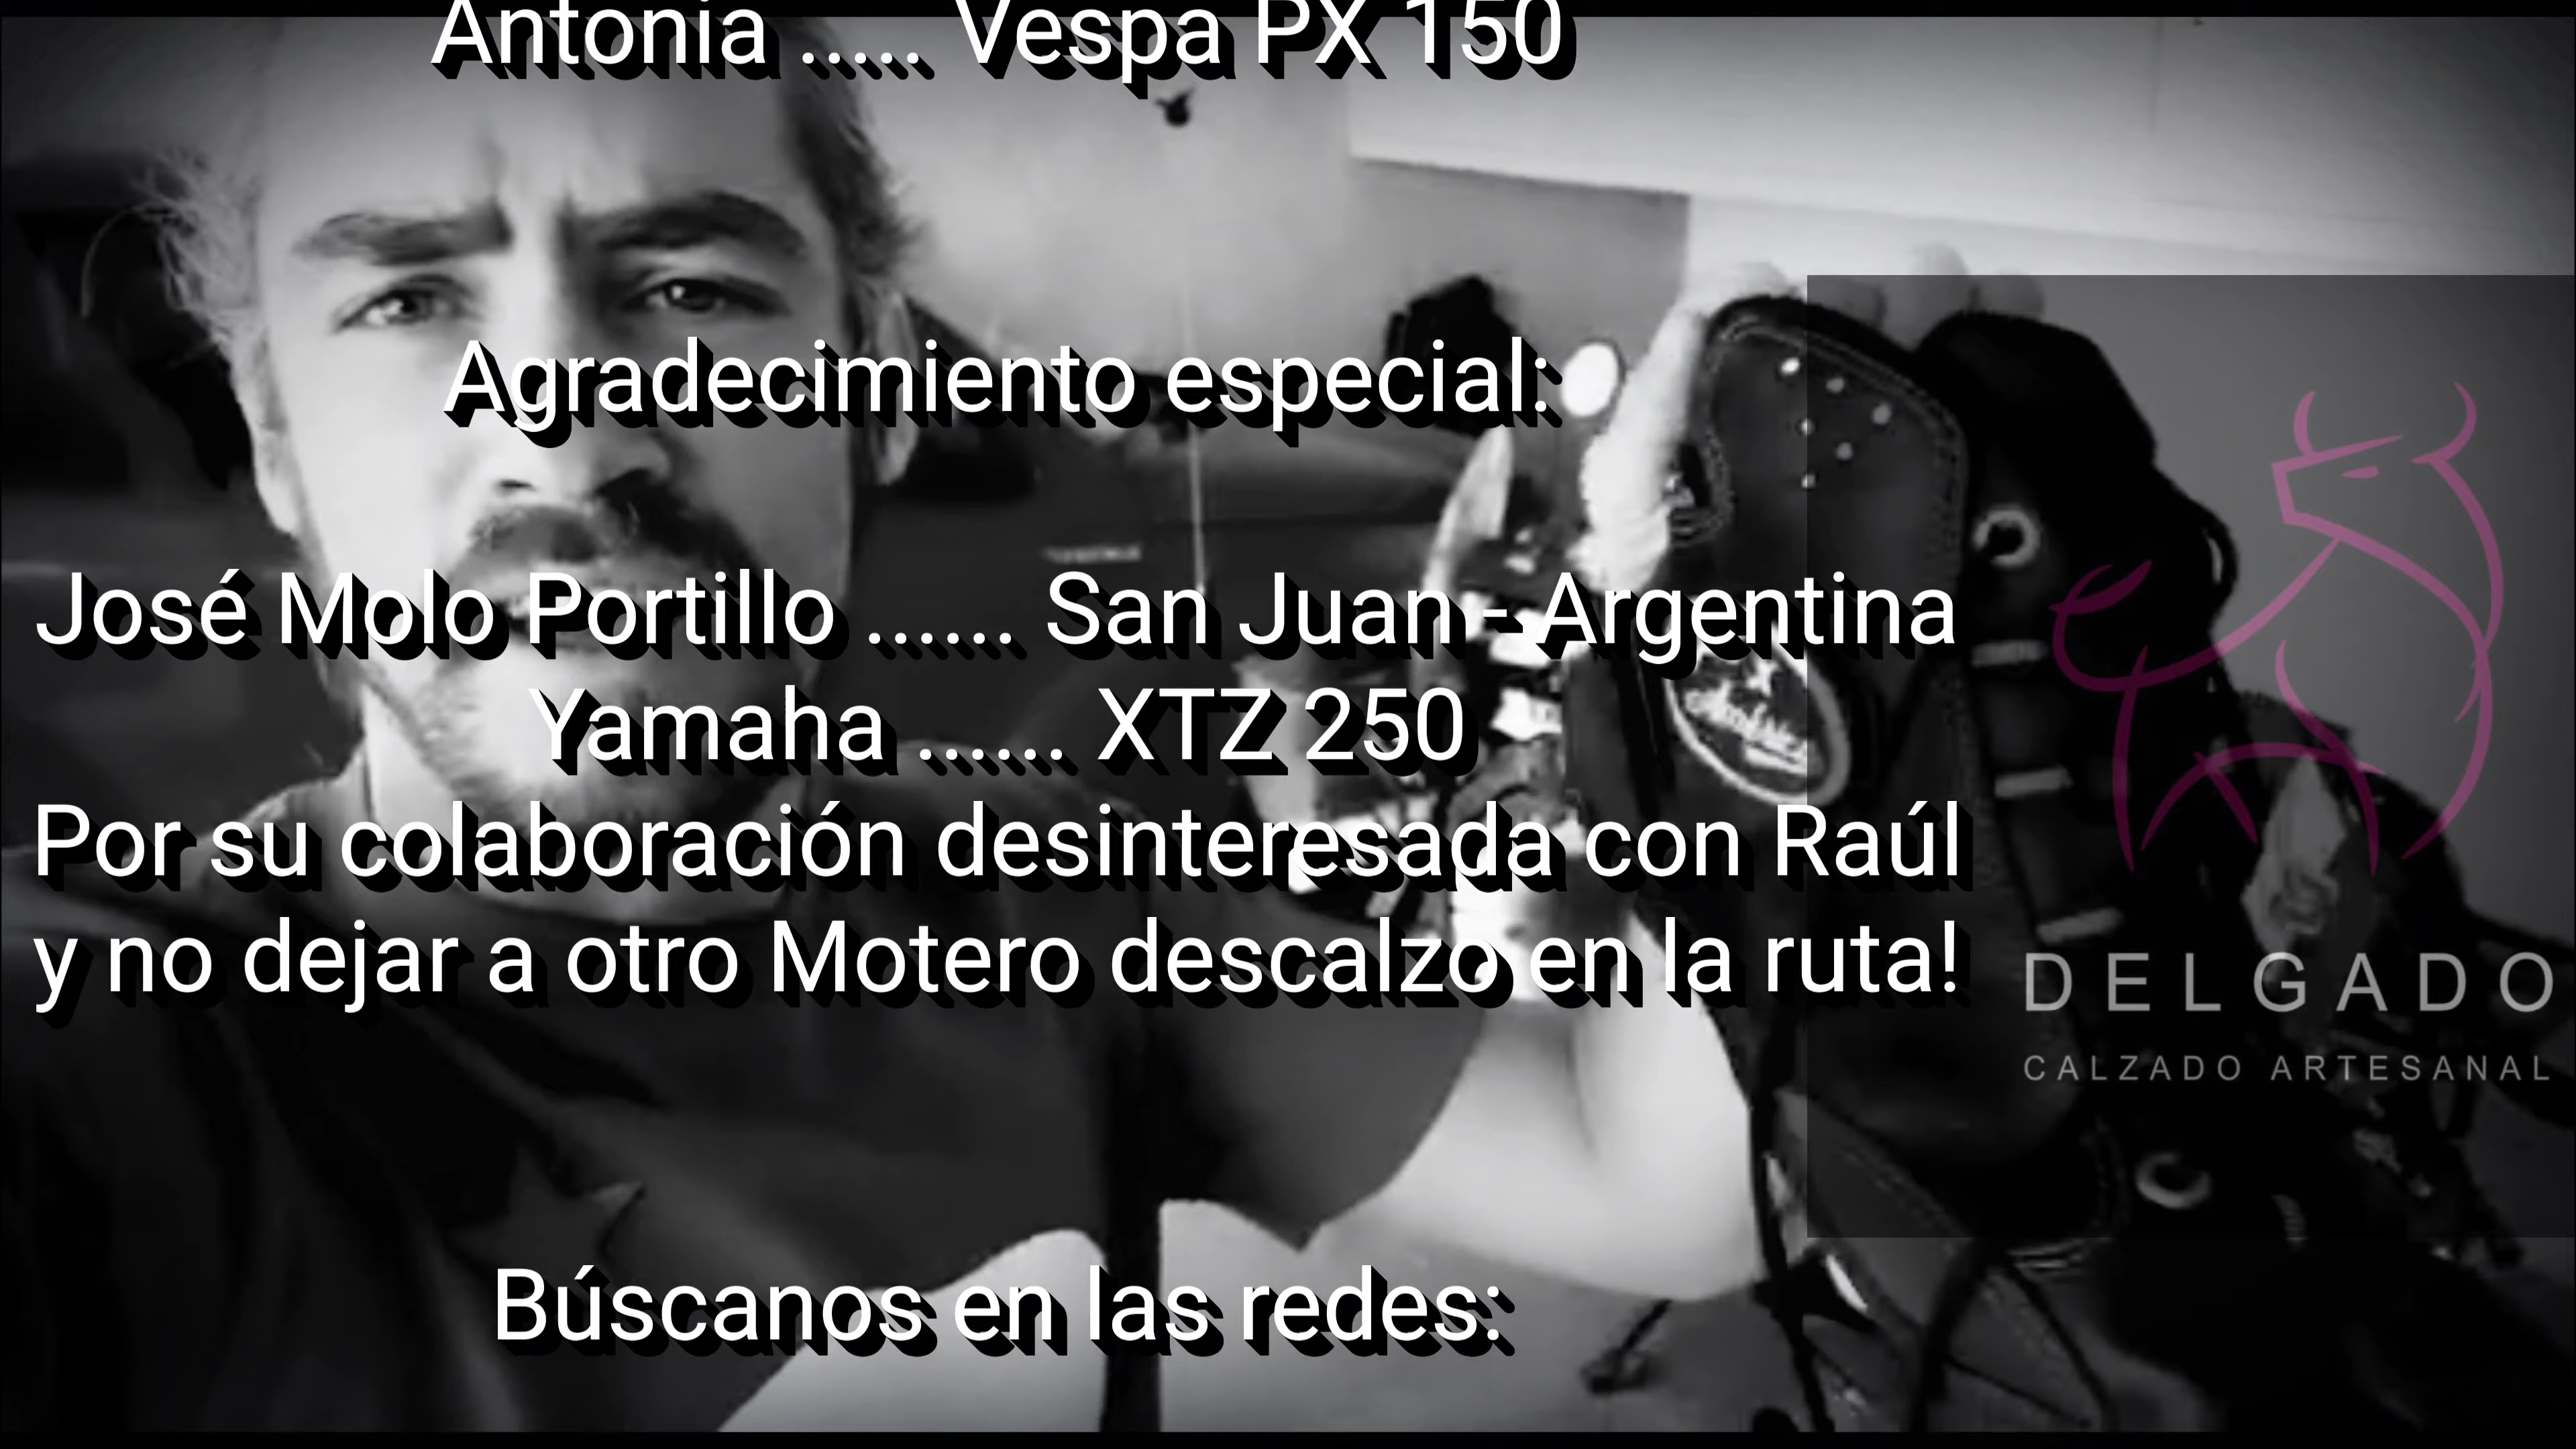 Antonia ..... Vespa PX 150
Agradecimiento especial:
José Molo Portillo ...... San Juan - Argentina
Yamaha ...... XTZ 250
Por su colaboración desinteresada con Raúl
y no dejar a otro Motero descalzo en la ruta!
DELGADO
CALZADO ARTESANAL
Búscanos en las redes: